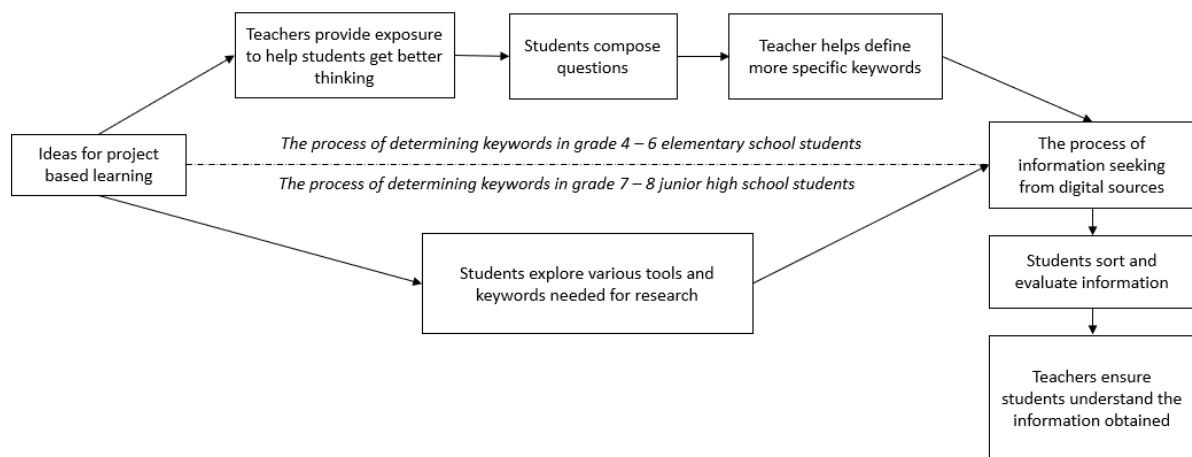 Teachers provide exposure
to help students get better
thinking
Students compose
questions
Teacher helps define
more specific keywords
Ideas for project
based learning
The process of determining keywords in grade 4 – 6 elementary school students
The process of determining keywords in grade 7 – 8 junior high school students
The process of
information seeking
from digital sources
Students explore various tools and
keywords needed for research
Students sort and
evaluate information
Teachers ensure
students understand the
information obtained